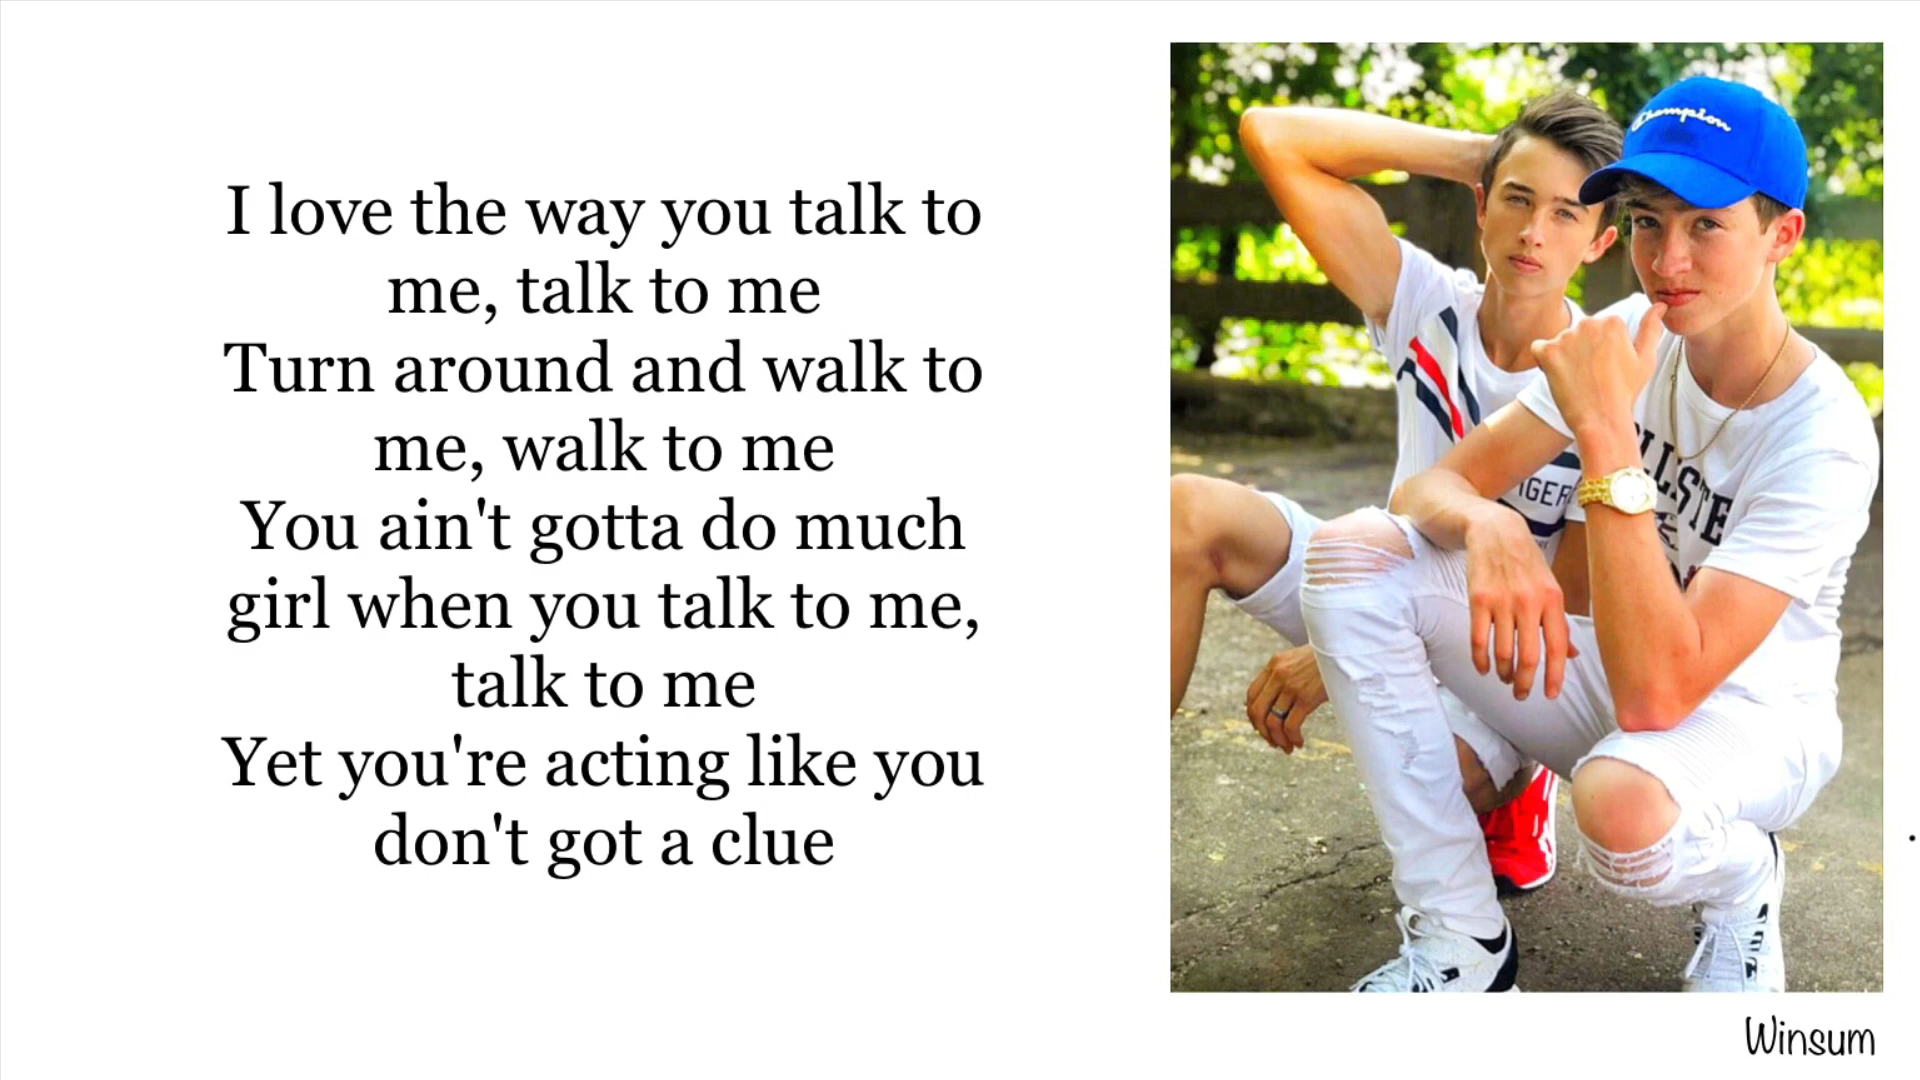 I love the way you talk to
me, talk to me
Turn around and walk to
me, walk to me
You ain't gotta do much
girl when you talk to me,
talk to me
Yet you're acting like you
don't got a clue
Champion
Winsum